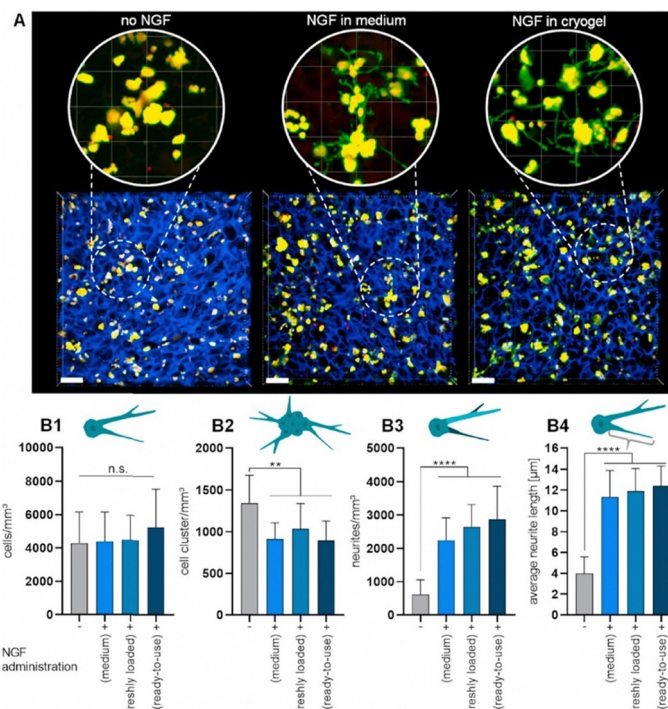 A
no NGF
NGF in medium
NGF in cryogel
B1
n.s.
cells/mm³
10000
8000
6000
4000
2000
0
-
+
+
+
(medium)
reshly loaded)
(ready-to-use)
B2
**
cell cluster/mm³
2000
1500
1000
500
0
-
+
+
+
(medium)
reshly loaded)
(ready-to-use)
B3
****
neurites/mm³
5000
4000
3000
2000
1000
0
-
+
+
+
(medium)
reshly loaded)
(ready-to-use)
B4
****
average neurite length [µm]
16
14
12
10
8
6
4
2
0
-
+
+
+
(medium)
reshly loaded)
(ready-to-use)
NGF
administration